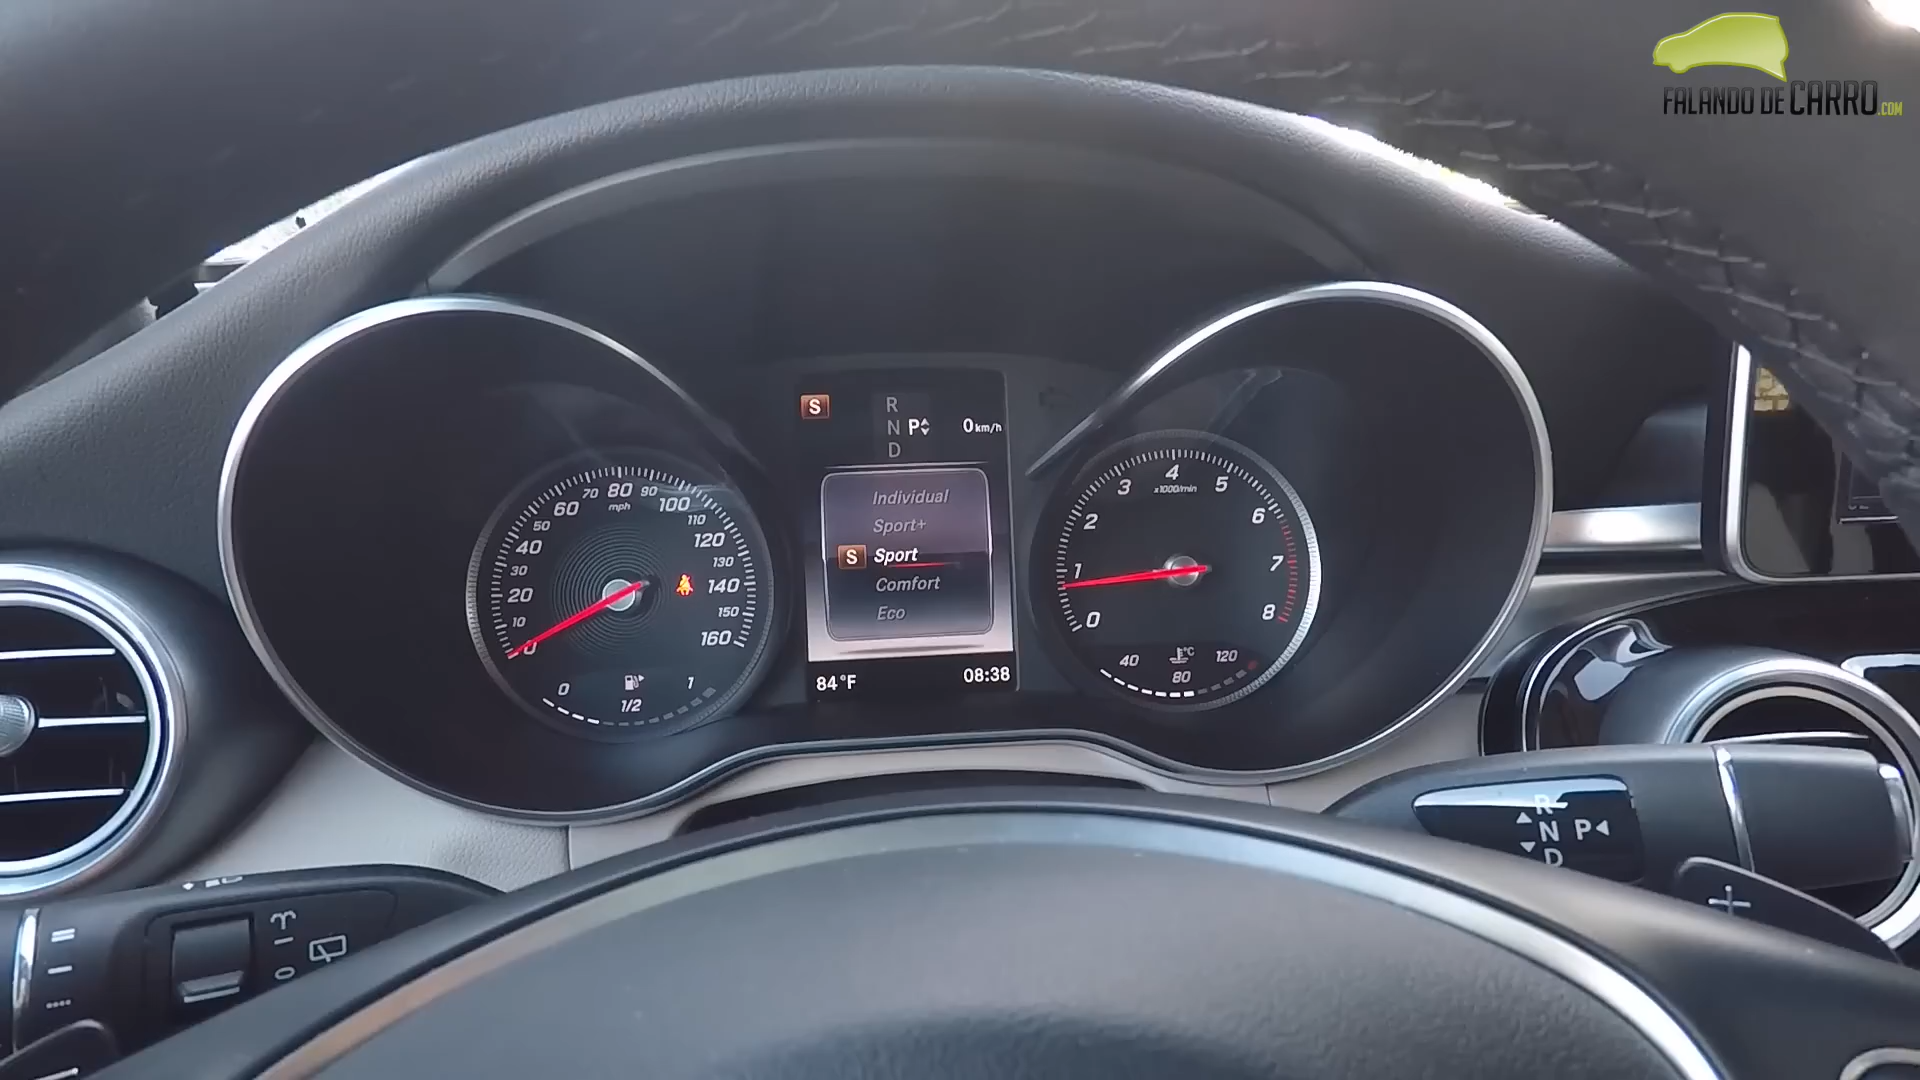 FALANDO DE CARRO.COM
S
R
N P
D
0 km/h
Individual
Sport+
S Sport
Comfort
Eco
84°F
08:38
0
10
20
30
40
50
60
70
80
90
100
110
120
130
140
150
160
mph
0
1/2
1
0
1
2
3
4
5
6
7
8
x1000/min
40
80
120
°C
R
N P
D
+
0